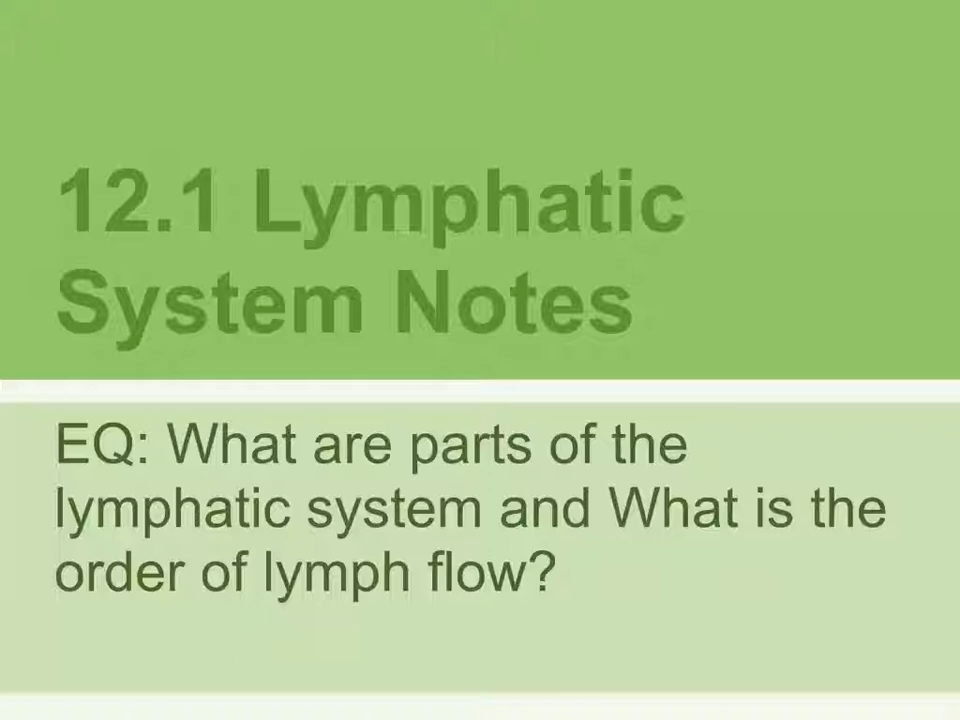 12.1 Lymphatic
System Notes
EQ: What are parts of the
lymphatic system and What is the
order of lymph flow?